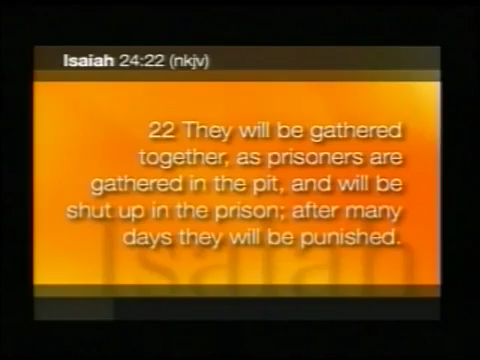 Isaiah 24:22 (nkjv)
22 They will be gathered
together, as prisoners are
gathered in the pit, and will be
shut up in the prison; after many
days they will be punished.
Isaiah